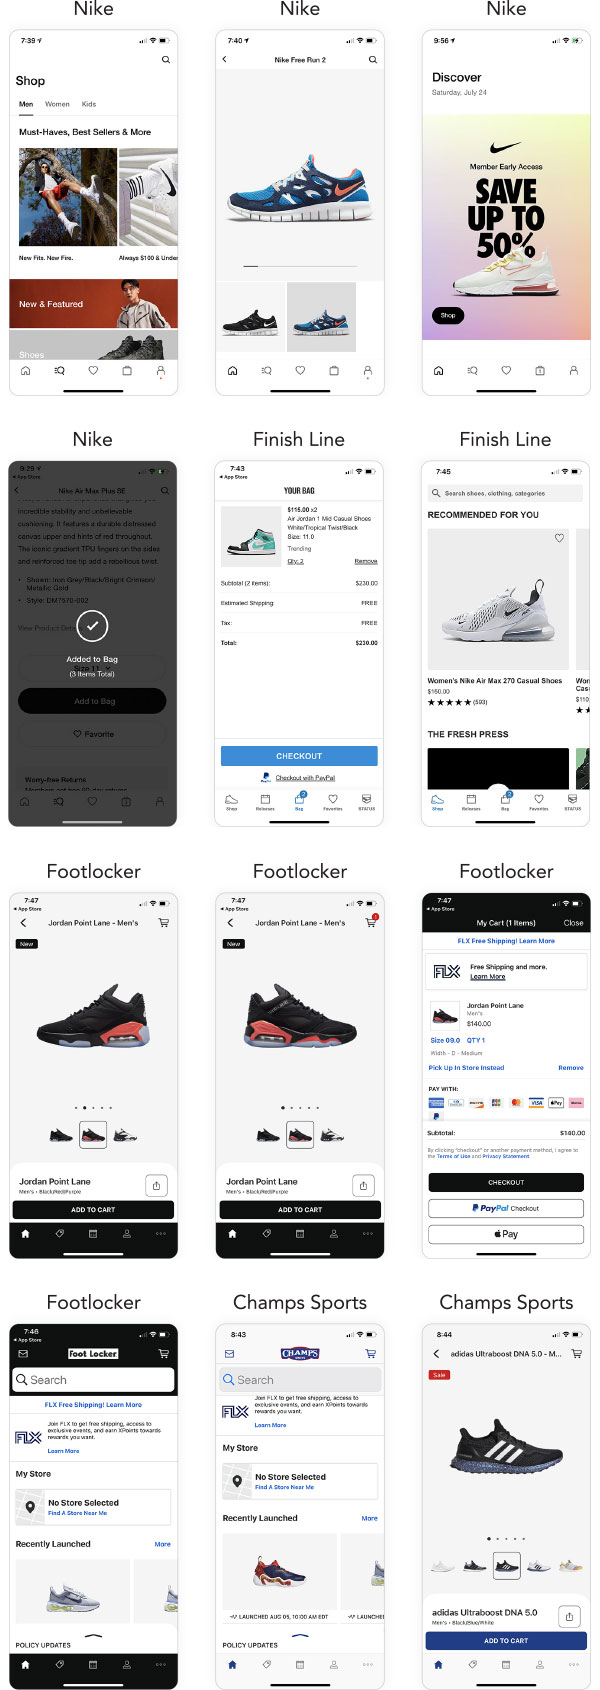 Nike
Nike
Nike
7:39
Shop
Men Women Kids
Must-Haves, Best Sellers & More
New Fits. New Fire.
Always $100 & Under
New & Featured
Shoes
7:40
Nike Free Run 2
9:56
Discover
Saturday, July 24
Member Early Access
SAVE
UP TO
50%
Shop
Nike
Finish Line
Finish Line
9:29
App Store
Nike Air Max Plus SE
incredible stability and unbelievable
cushioning. It features a durable distressed
canvas upper and hints of red throughout.
The iconic gradient TPU fingers on the sides
and reinforced toe tip add a rebellious twist.
• Shown: Iron Grey/Black/Bright Crimson/
Metallic Gold
• Style: DM7570-002
View Product Details
Added to Bag
(3 Items Total)
Size 11
Add to Bag
Favorite
Worry-free Returns
7:43
App Store
YOUR BAG
$115.00 x2
Air Jordan 1 Mid Casual Shoes
White/Tropical Twist/Black
Size: 11.0
Trending
Qty: 2 Remove
Subtotal (2 items): $230.00
Estimated Shipping: FREE
Tax: FREE
Total: $230.00
CHECKOUT
Checkout with PayPal
2
Shop Releases Bag Favorites STATUS
7:45
Search shoes, clothing, categories
RECOMMENDED FOR YOU
Women's Nike Air Max 270 Casual Shoes
$160.00
(593)
Won
Cas
$110
THE FRESH PRESS
2
Shop Releases Bag Favorites STATUS
Footlocker
Footlocker
Footlocker
7:47
App Store
Jordan Point Lane - Men's
New
Jordan Point Lane
Men's • Black/Red/Purple
ADD TO CART
7:47
App Store
Jordan Point Lane - Men's
1
New
Jordan Point Lane
Men's • Black/Red/Purple
ADD TO CART
7:47
App Store
My Cart (1 Items) Close
FLX Free Shipping! Learn More
FLX
Free Shipping and more.
Learn More
Jordan Point Lane
Men's
$140.00
Size 09.0 QTY 1
Width - D - Medium
Pick Up In Store Instead Remove
PAY WITH:
VISA
Pay
Subtotal: $140.00
By clicking "checkout" or another payment method, I agree to
the Terms of Use and Privacy Statement
CHECKOUT
PayPal Checkout
Pay
Footlocker
Champs Sports
Champs Sports
7:46
App Store
Foot Locker
Search
FLX Free Shipping! Learn More
FLX
Join FLX to get free shipping, access to
exclusive events, and earn XPoints towards
rewards you want.
Learn More
My Store
No Store Selected
Find A Store Near Me
Recently Launched More
POLICY UPDATES
8:43
CHAMPS
SPORTS
Search
FLX
Join FLX to get free shipping, access to
exclusive events, and earn XPoints towards
rewards you want.
Learn More
My Store
No Store Selected
Find A Store Near Me
Recently Launched More
LAUNCHED AUG 05, 10:00 AM EDT
LAUNCHE
POLICY UPDATES
8:44
adidas Ultraboost DNA 5.0 - M...
Sale
adidas Ultraboost DNA 5.0
Men's • Black/Blue/White
ADD TO CART